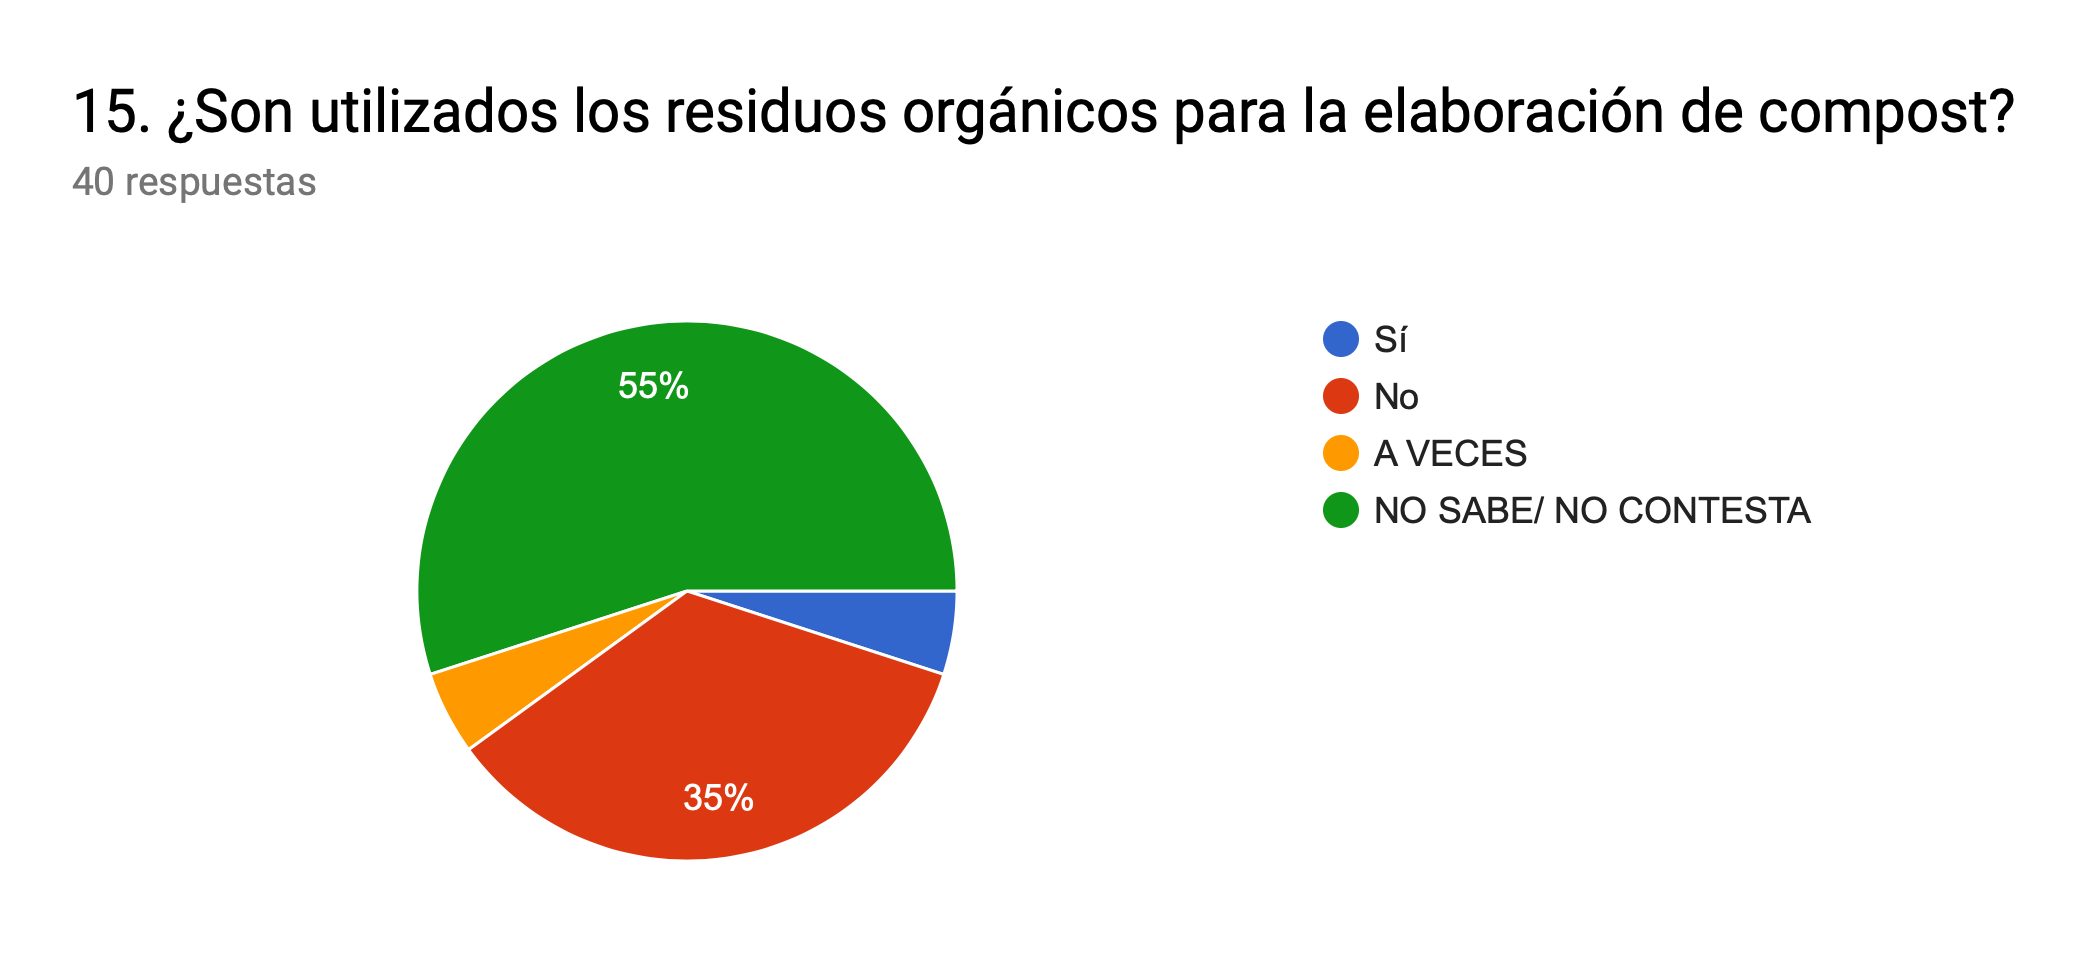 15. ¿Son utilizados los residuos orgánicos para la elaboración de compost?
40 respuestas
55%
35%
Sí
No
A VECES
NO SABE/ NO CONTESTA